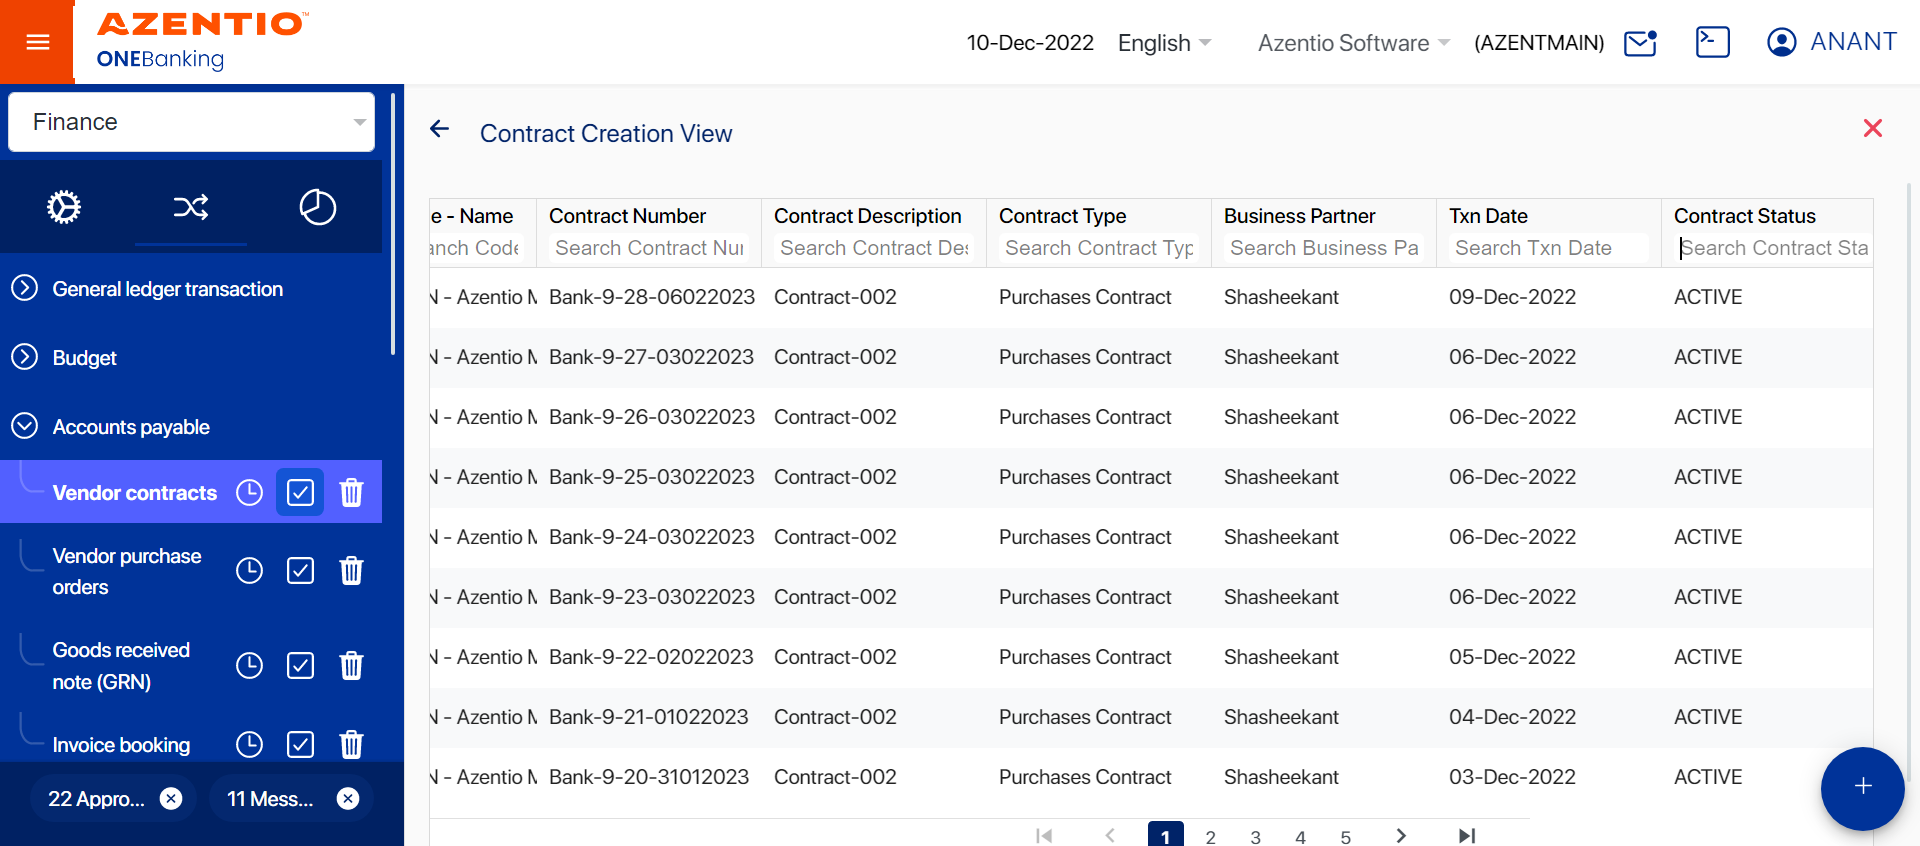 AZENTIO™
ONEBanking
10-Dec-2022 English Azentio Software (AZENTMAIN) ANANT
Finance
General ledger transaction
Budget
Accounts payable
Vendor contracts
Vendor purchase
orders
Goods received
note (GRN)
Invoice booking
22 Appro... 11 Mess...
Contract Creation View
e - Name Contract Number Contract Description Contract Type Business Partner Txn Date Contract Status
anch Code Search Contract Nur Search Contract Des Search Contract Typ Search Business Pa Search Txn Date Search Contract Sta
N - Azentio M Bank-9-28-06022023 Contract-002 Purchases Contract Shasheekant 09-Dec-2022 ACTIVE
N - Azentio M Bank-9-27-03022023 Contract-002 Purchases Contract Shasheekant 06-Dec-2022 ACTIVE
N - Azentio M Bank-9-26-03022023 Contract-002 Purchases Contract Shasheekant 06-Dec-2022 ACTIVE
N - Azentio M Bank-9-25-03022023 Contract-002 Purchases Contract Shasheekant 06-Dec-2022 ACTIVE
N - Azentio M Bank-9-24-03022023 Contract-002 Purchases Contract Shasheekant 06-Dec-2022 ACTIVE
N - Azentio M Bank-9-23-03022023 Contract-002 Purchases Contract Shasheekant 06-Dec-2022 ACTIVE
N - Azentio M Bank-9-22-02022023 Contract-002 Purchases Contract Shasheekant 05-Dec-2022 ACTIVE
N - Azentio M Bank-9-21-01022023 Contract-002 Purchases Contract Shasheekant 04-Dec-2022 ACTIVE
N - Azentio M Bank-9-20-31012023 Contract-002 Purchases Contract Shasheekant 03-Dec-2022 ACTIVE
1 2 3 4 5